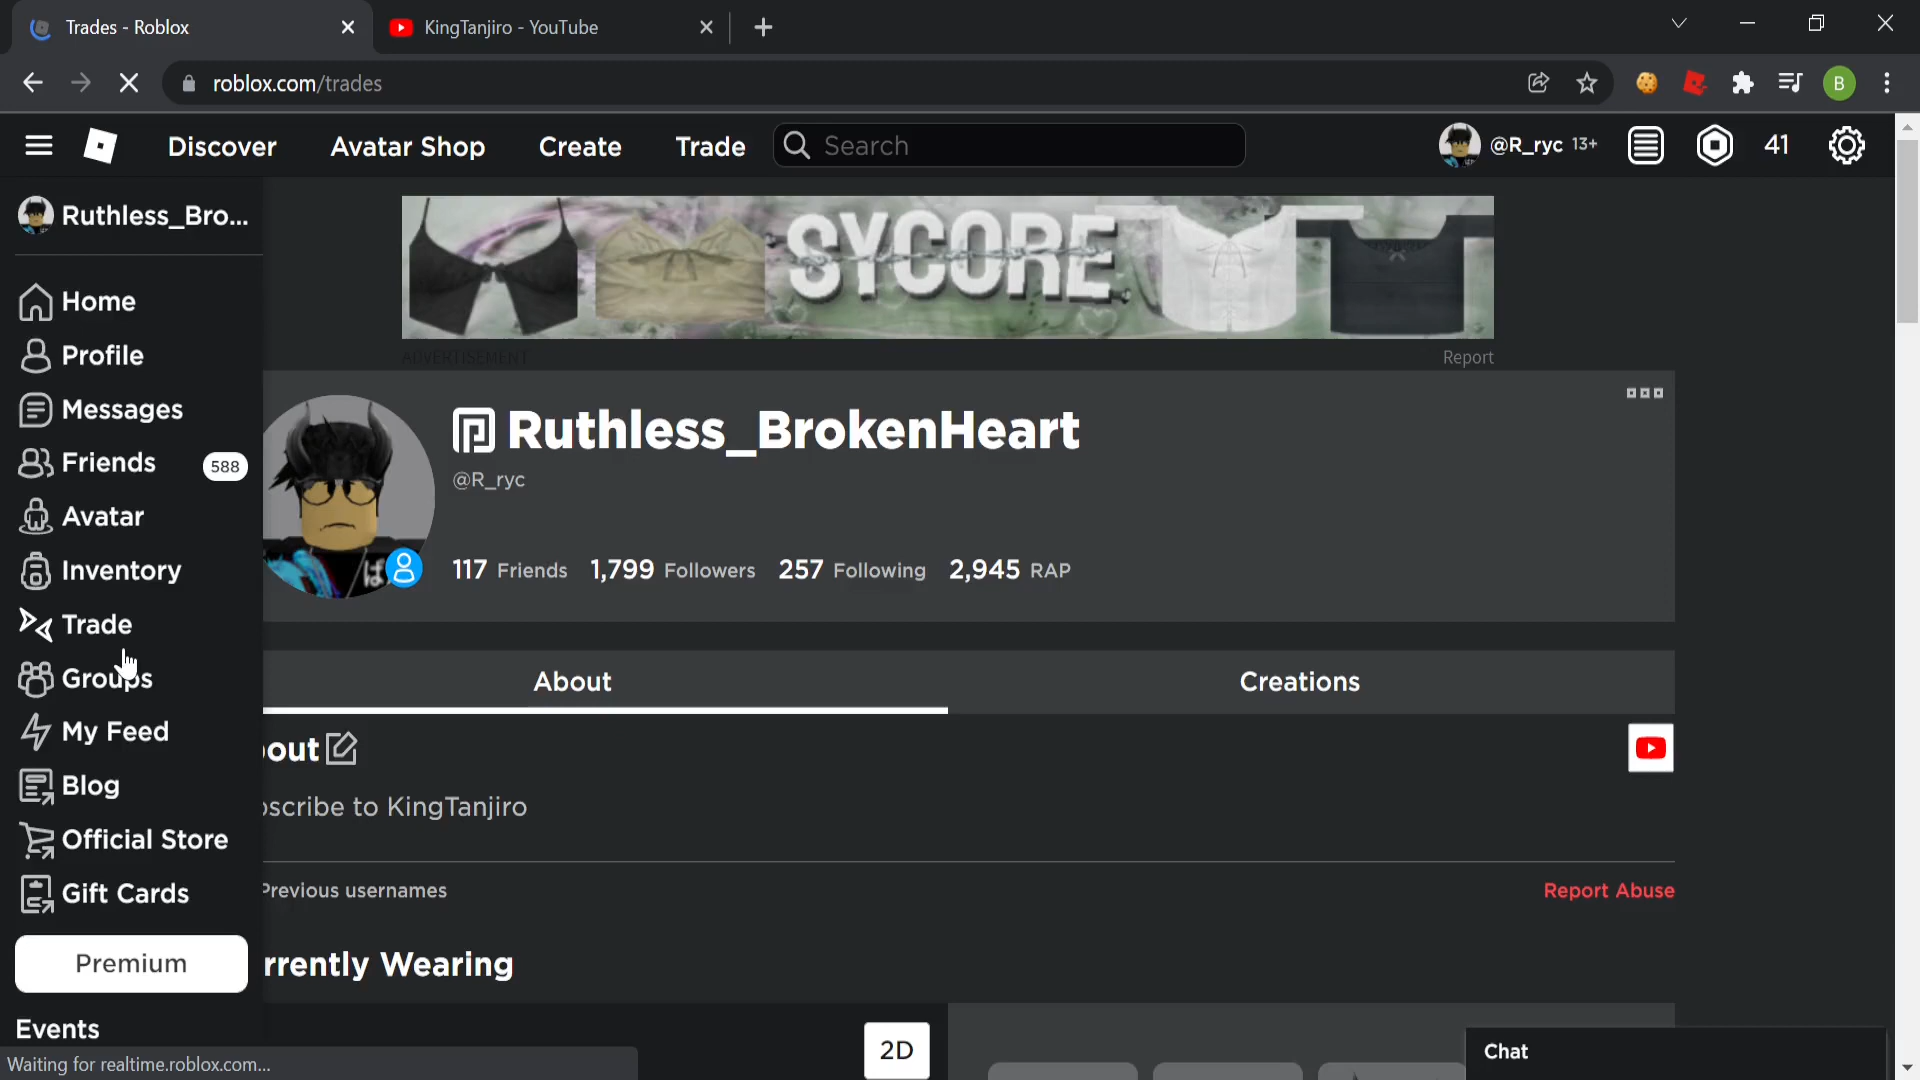 Trades - Roblox
KingTanjiro - YouTube
roblox.com/trades
B
Discover
Avatar Shop
Create
Trade
Search
@R_ryc 13+
41
Ruthless_Bro...
Home
Profile
Messages
Friends
588
Avatar
Inventory
Trade
Groups
My Feed
Blog
Official Store
Gift Cards
Premium
Events
Waiting for realtime.roblox.com...
SYCORE
ADVERTISEMENT
Report
Ruthless_BrokenHeart
@R_ryc
117 Friends 1,799 Followers 257 Following 2,945 RAP
ば
About
Creations
out
scribe to KingTanjiro
Previous usernames
Report Abuse
rrently Wearing
2D
Chat